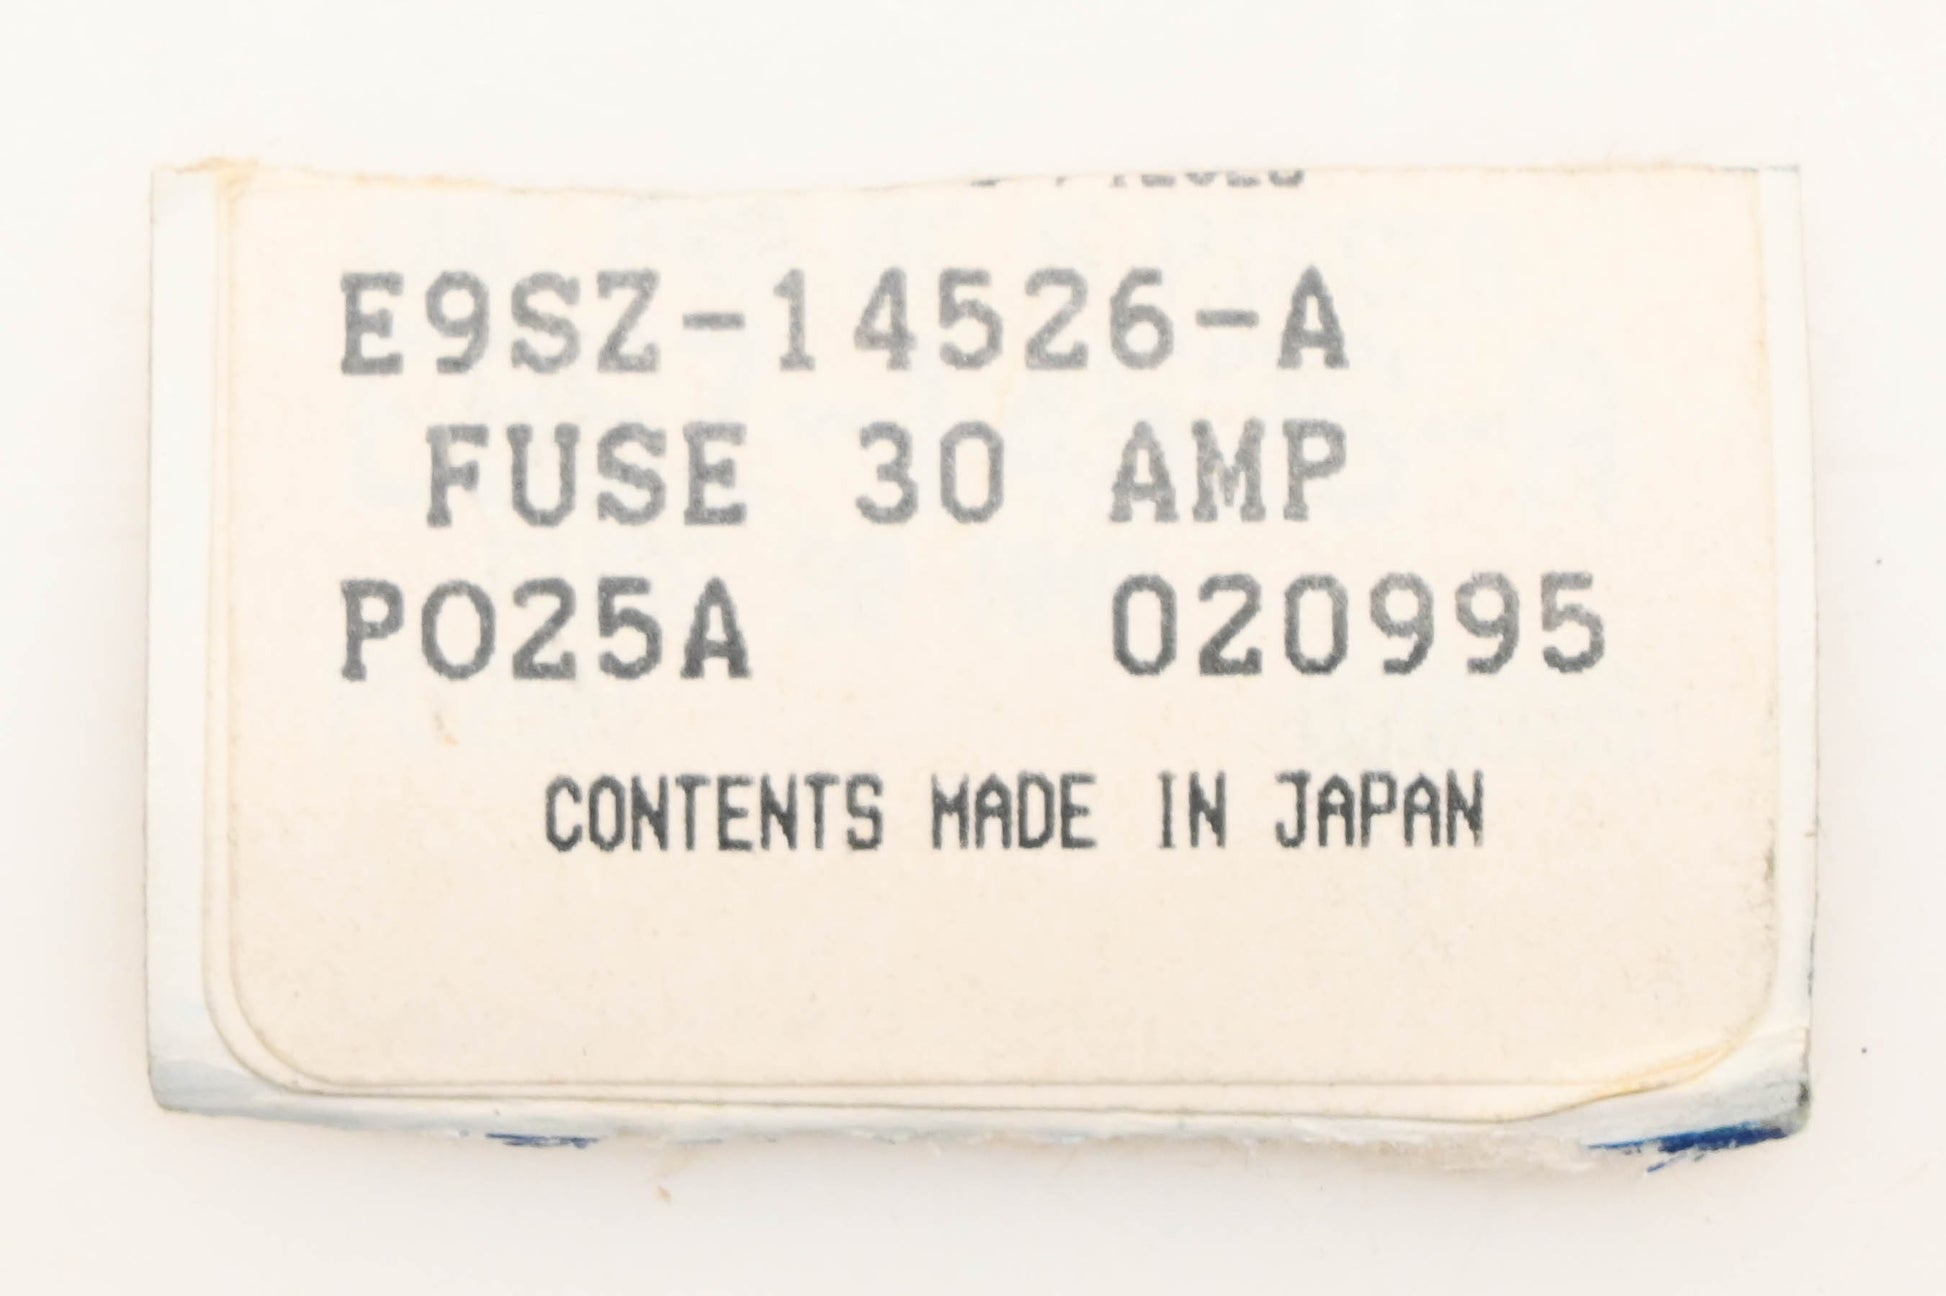 E9SZ-14526-A
FUSE 30 AMP
PO25A 020995
CONTENTS MADE IN JAPAN